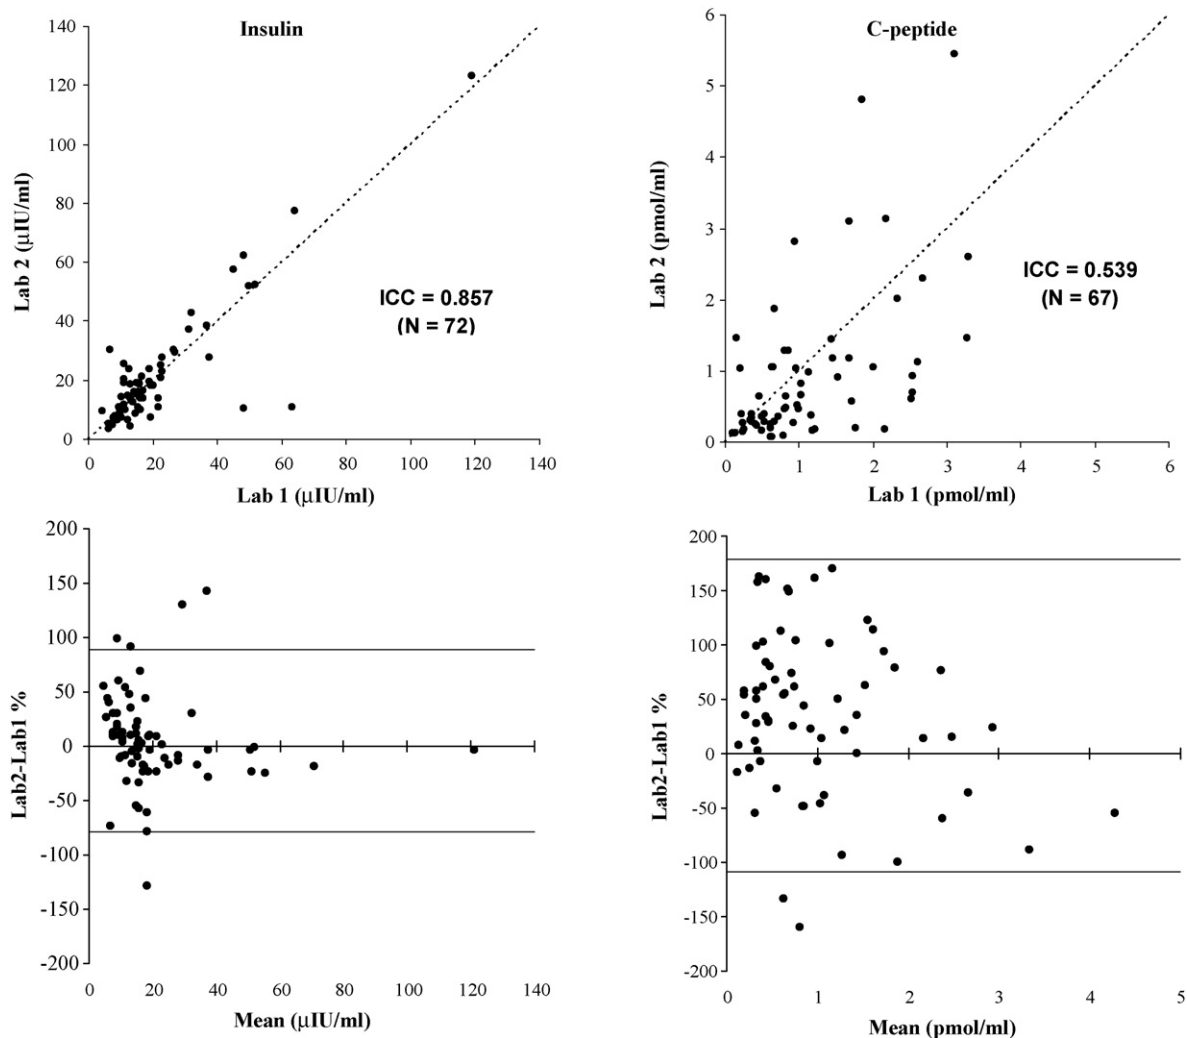 Insulin
140
120
100
80
60
40
20
0
Lab 2 (µIU/ml)
ICC = 0.857
(N = 72)
0 20 40 60 80 100 120 140
Lab 1 (µIU/ml)
C-peptide
6
5
4
3
2
1
0
Lab 2 (pmol/ml)
ICC = 0.539
(N = 67)
0 1 2 3 4 5 6
Lab 1 (pmol/ml)
200
150
100
50
0
-50
-100
-150
-200
Lab2-Lab1 %
0 20 40 60 80 100 120 140
Mean (µIU/ml)
200
150
100
50
0
-50
-100
-150
-200
Lab2-Lab1 %
0 1 2 3 4 5
Mean (pmol/ml)